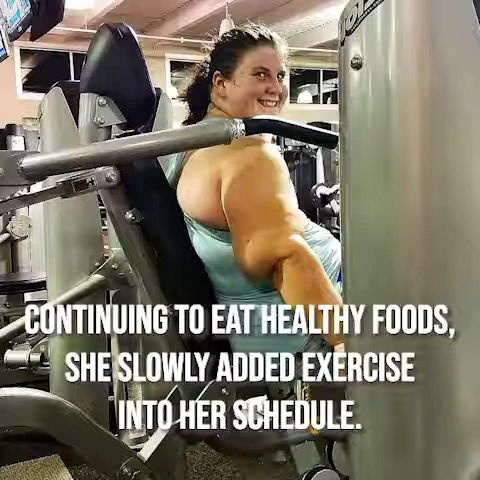 CONTINUING TO EAT HEALTHY FOODS,
SHE SLOWLY ADDED EXERCISE
INTO HER SCHEDULE.